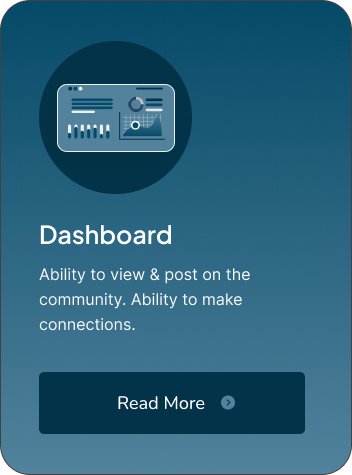 Dashboard
Ability to view & post on the
community. Ability to make
connections.
Read More